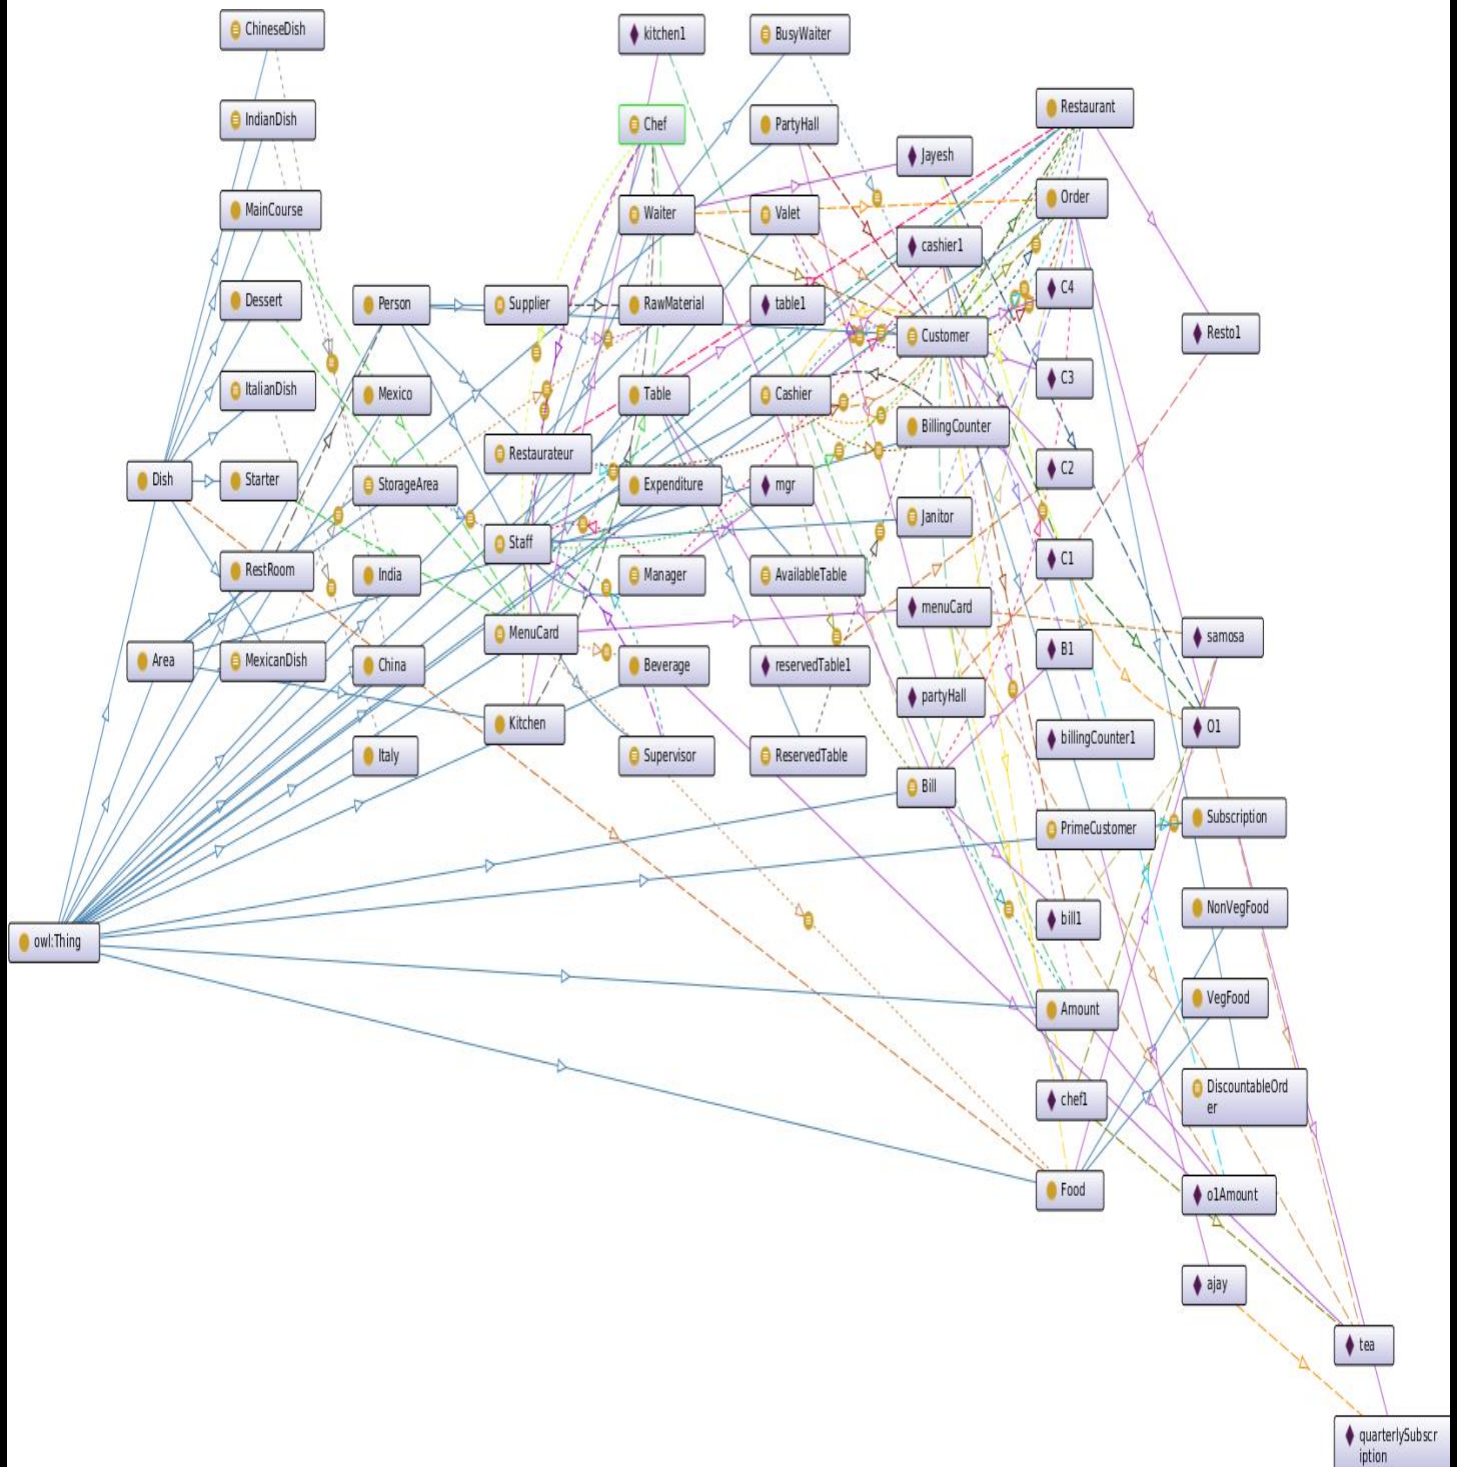 ChineseDish
kitchen1
BusyWaiter
Restaurant
IndianDish
Chef
PartyHall
Jayesh
MainCourse
Waiter
Valet
Order
cashier1
Dessert
Person
Supplier
RawMaterial
table1
C4
Customer
Resto1
ItalianDish
Mexico
Table
Cashier
C3
BillingCounter
Restaurateur
Dish
Starter
StorageArea
Expenditure
mgr
C2
Janitor
Staff
RestRoom
India
Manager
AvailableTable
C1
menuCard
MenuCard
samosa
Area
MexicanDish
China
Beverage
reservedTable1
B1
partyHall
Kitchen
O1
Italy
Supervisor
ReservedTable
billingCounter1
Bill
PrimeCustomer
Subscription
bill1
NonVegFood
owl:Thing
Amount
VegFood
chef1
DiscountableOrd
er
Food
o1Amount
ajay
tea
quarterlySubscr
iption